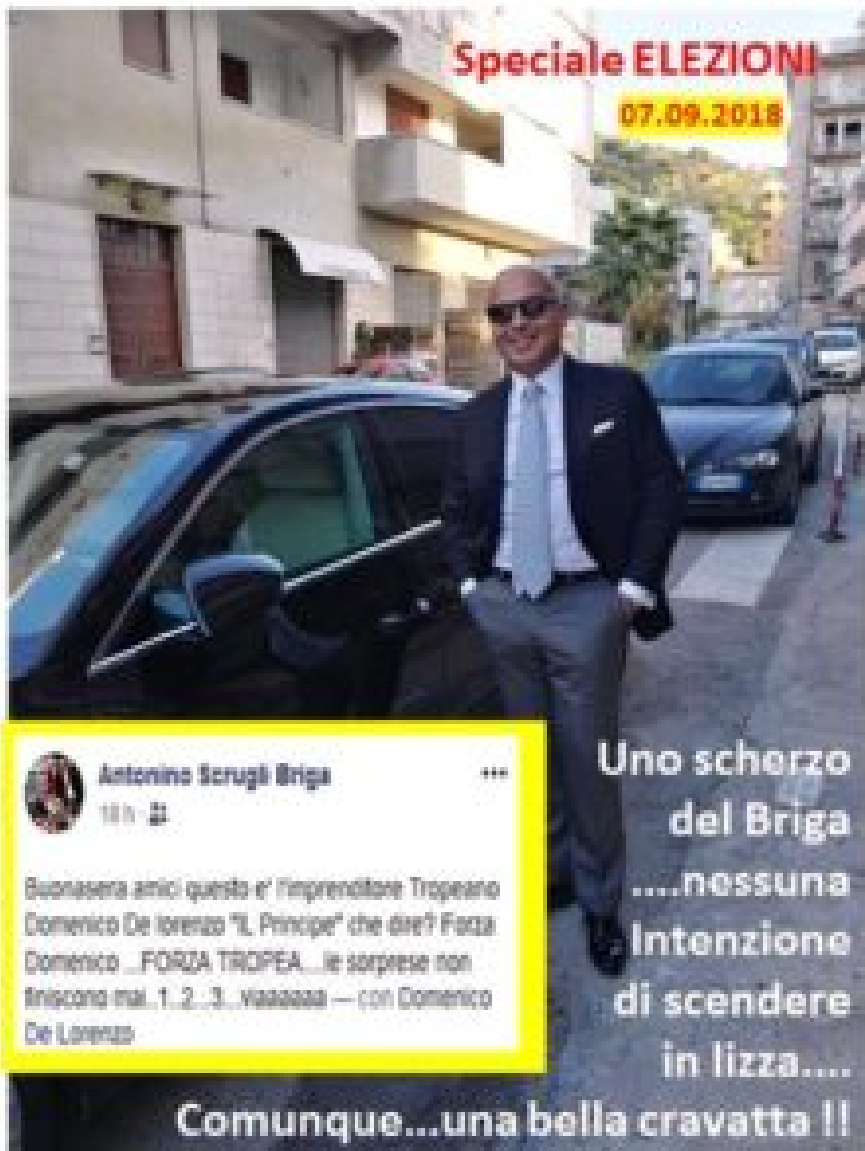 Speciale ELEZIONI
07.09.2018
Antonino Scrugli Briga
18 h
Buonasera amici questo e' l'inprenditore Tropeano
Domenico De lorenzo "IL Principe" che dire? Forza
Domenico ...FORZA TROPEA....le sorprese non
finiscono mai..1..2...3...viaaaaaa — con Domenico
De Lorenzo
Uno scherzo
del Briga
....nessuna
Intenzione
di scendere
in lizza....
Comunque...una bella cravatta !!